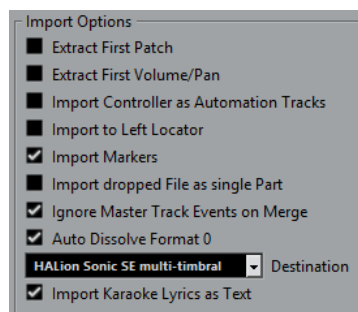 Import Options
Extract First Patch
Extract First Volume/Pan
Import Controller as Automation Tracks
Import to Left Locator
Import Markers
Import dropped File as single Part
Ignore Master Track Events on Merge
Auto Dissolve Format 0
HALion Sonic SE multi-timbral Destination
Import Karaoke Lyrics as Text